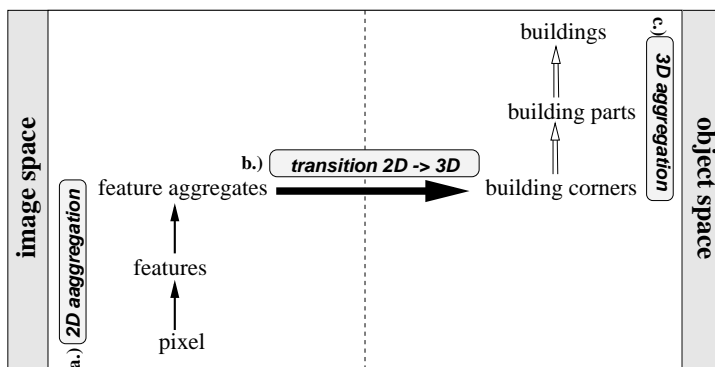 image space
a.) 2D aaggregation
pixel
features
feature aggregates
b.) transition 2D -> 3D
building corners
building parts
buildings
c.) 3D aggregation
object space